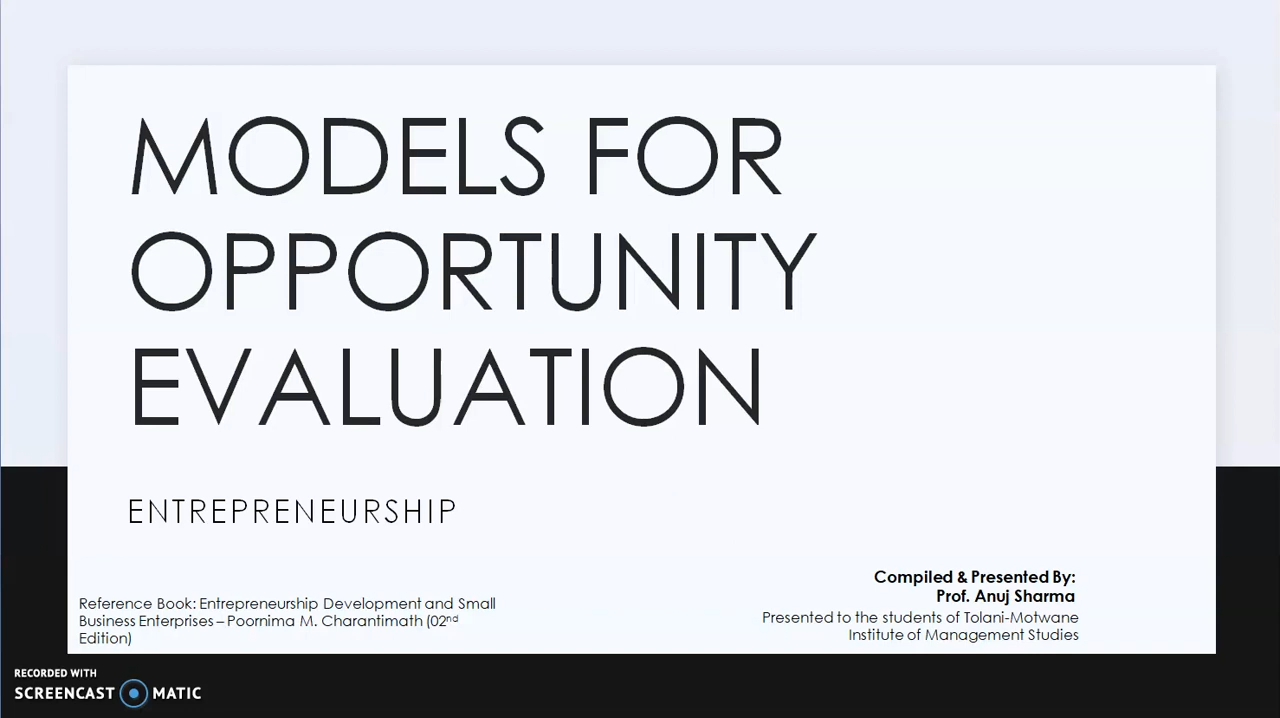 MODELS FOR
OPPORTUNITY
EVALUATION
ENTREPRENEURSHIP
Compiled & Presented By:
Prof. Anuj Sharma
Presented to the students of Tolani-Motwane
Institute of Management Studies
Reference Book: Entrepreneurship Development and Small
Business Enterprises – Poornima M. Charantimath (02nd
Edition)
RECORDED WITH
SCREENCAST MATIC